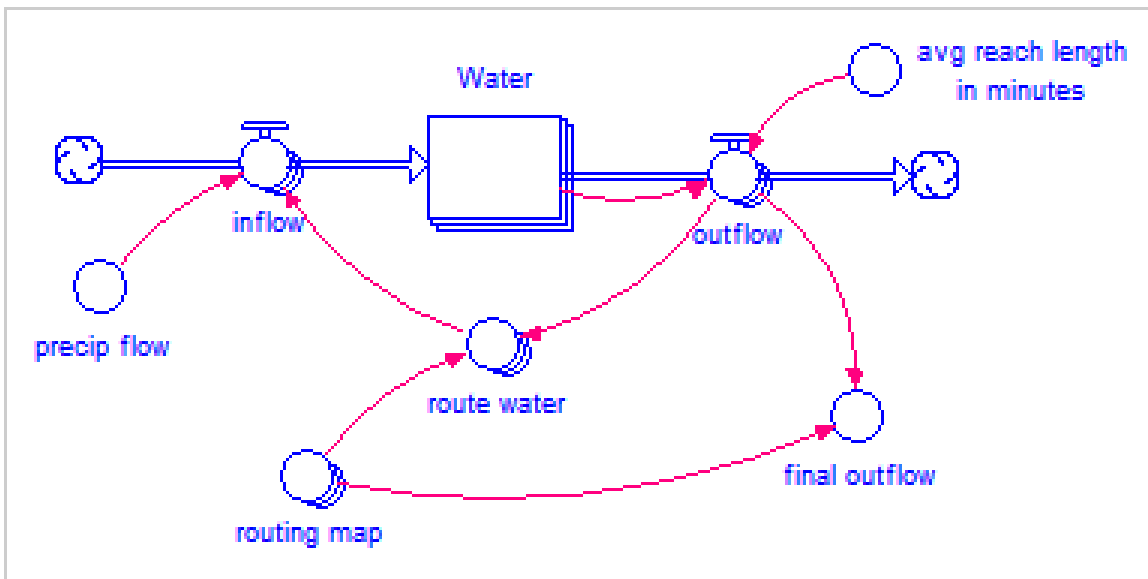 avg reach length
in minutes
Water
inflow
outflow
precip flow
route water
final outflow
routing map